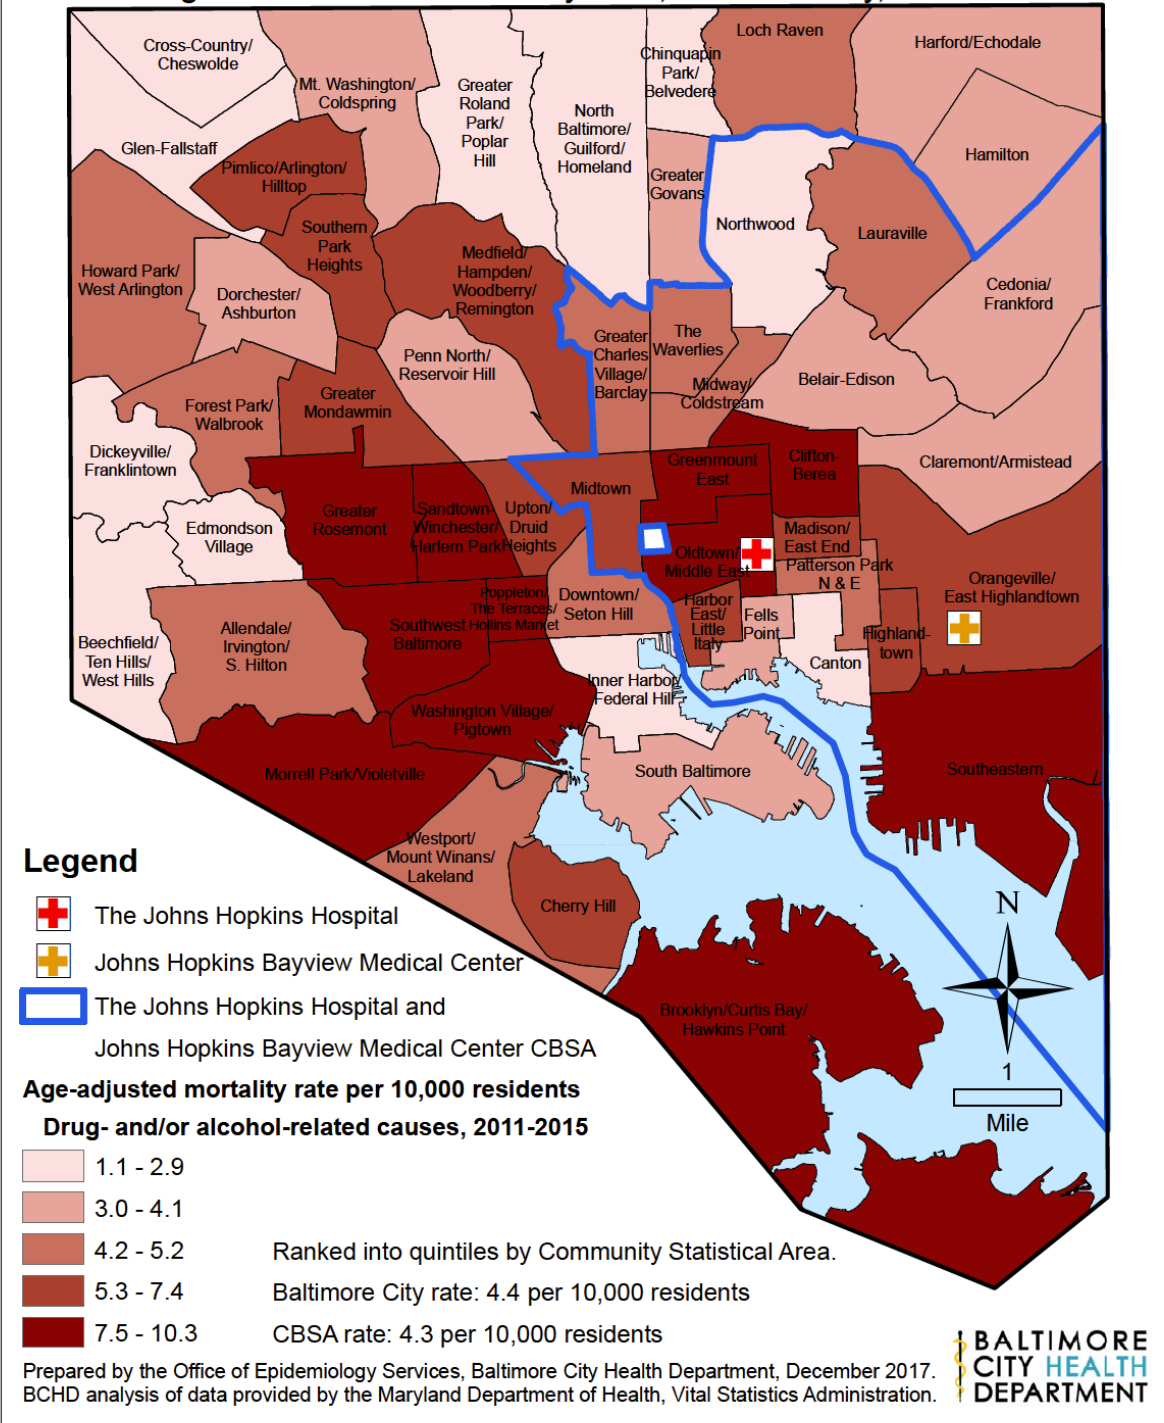 Cross-Country/
Cheswolde
Mt. Washington/
Coldspring
Greater
Roland
Park/
Poplar
Hill
North
Baltimore/
Guilford/
Homeland
Chinquapin
Park/
Belvedere
Loch Raven
Harford/Echodale
Glen-Fallstaff
Pimlico/Arlington/
Hilltop
Greater
Govans
Northwood
Hamilton
Lauraville
Southern
Park
Heights
Medfield/
Hampden/
Woodberry/
Remington
Howard Park/
West Arlington
Dorchester/
Ashburton
Cedonia/
Frankford
Penn North/
Reservoir Hill
Greater
Charles
Village/
Barclay
The
Waverlies
Midway/
Coldstream
Belair-Edison
Forest Park/
Walbrook
Greater
Mondawmin
Dickeyville/
Franklintown
Greenmount
East
Clifton-
Berea
Claremont/Armistead
Edmondson
Village
Greater
Rosemont
Sandtown-
Winchester/
Harlem Park
Upton/
Druid
Heights
Midtown
Oldtown/
Middle East
Madison/
East End
Patterson Park
N & E
Orangeville/
East Highlandtown
Poppleton/
The Terraces/
Hollins Market
Downtown/
Seton Hill
Harbor
East/
Little
Italy
Fells
Point
Highland-
town
Canton
Beechfield/
Ten Hills/
West Hills
Allendale/
Irvington/
S. Hilton
Southwest
Baltimore
Inner Harbor/
Federal Hill
Washington Village/
Pigtown
Morrell Park/Violetville
South Baltimore
Southeastern
Westport/
Mount Winans/
Lakeland
Cherry Hill
Brooklyn/Curtis Bay/
Hawkins Point
N
1
Mile
Legend
The Johns Hopkins Hospital
Johns Hopkins Bayview Medical Center
The Johns Hopkins Hospital and
Johns Hopkins Bayview Medical Center CBSA
Age-adjusted mortality rate per 10,000 residents
Drug- and/or alcohol-related causes, 2011-2015
1.1 - 2.9
3.0 - 4.1
4.2 - 5.2
5.3 - 7.4
7.5 - 10.3
Ranked into quintiles by Community Statistical Area.
Baltimore City rate: 4.4 per 10,000 residents
CBSA rate: 4.3 per 10,000 residents
Prepared by the Office of Epidemiology Services, Baltimore City Health Department, December 2017.
BCHD analysis of data provided by the Maryland Department of Health, Vital Statistics Administration.
BALTIMORE
CITY HEALTH
DEPARTMENT